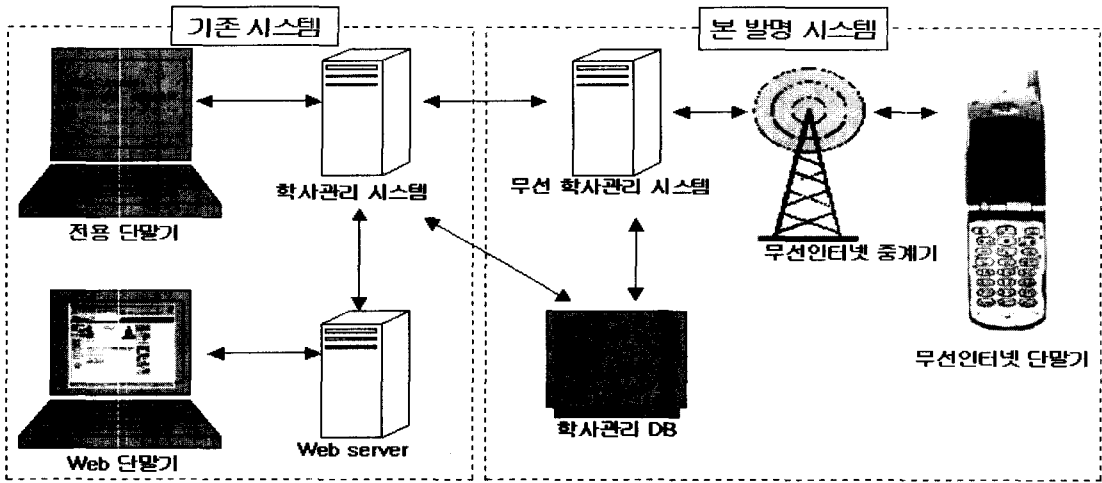 기존 시스템
본 발명 시스템
학사관리 시스템
무선 학사관리 시스템
전용 단말기
무선인터넷 중계기
무선인터넷 단말기
학사관리 DB
Web server
Web 단말기